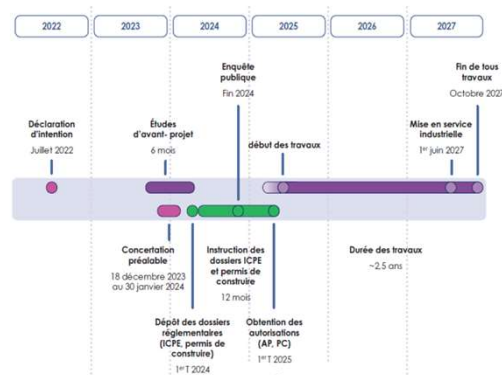 2022
2023
2024
2025
2026
2027
Enquête
publique
Fin 2024
Fin de tous
travaux
Octobre 2027
Déclaration
d'intention
Juillet 2022
Études
d'avant- projet
6 mois
début des travaux
Mise en service
industrielle
1er juin 2027
Concertation
préalable
18 décembre 2023
au 30 janvier 2024
Instruction des
dossiers ICPE
et permis de
construire
12 mois
Durée des travaux
~2,5 ans
Dépôt des dossiers
réglementaires
(ICPE, permis de
construire)
1er T 2024
Obtention des
autorisations
(AP, PC)
1er T 2025